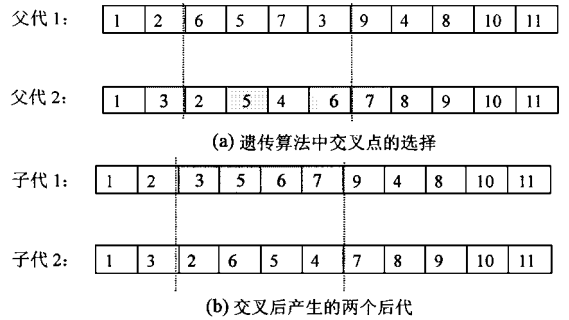 父代 1: 1 2 6 5 7 3 9 4 8 10 11
父代 2: 1 3 2 5 4 6 7 8 9 10 11
(a) 遗传算法中交叉点的选择
子代 1: 1 2 3 5 6 7 9 4 8 10 11
子代 2: 1 3 2 6 5 4 7 8 9 10 11
(b) 交叉后产生的两个后代